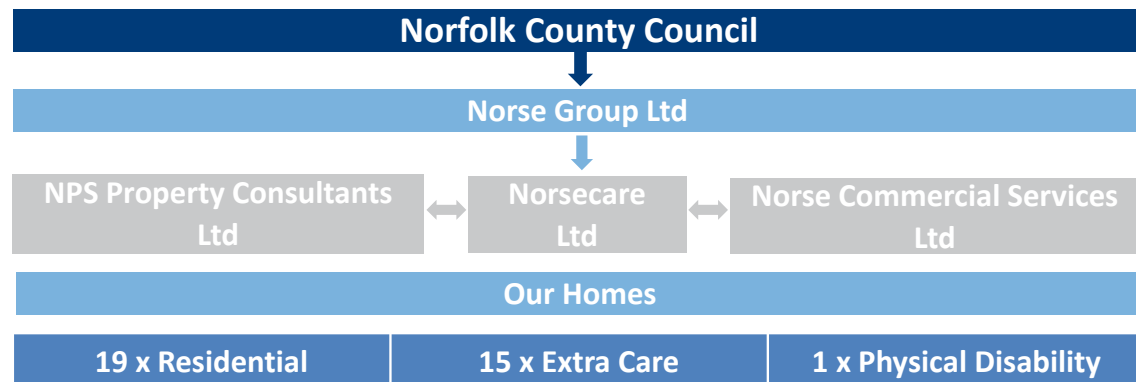 Norfolk County Council
Norse Group Ltd
NPS Property Consultants
Ltd
Norsecare
Ltd
Norse Commercial Services
Ltd
Our Homes
19 x Residential
15 x Extra Care
1 x Physical Disability